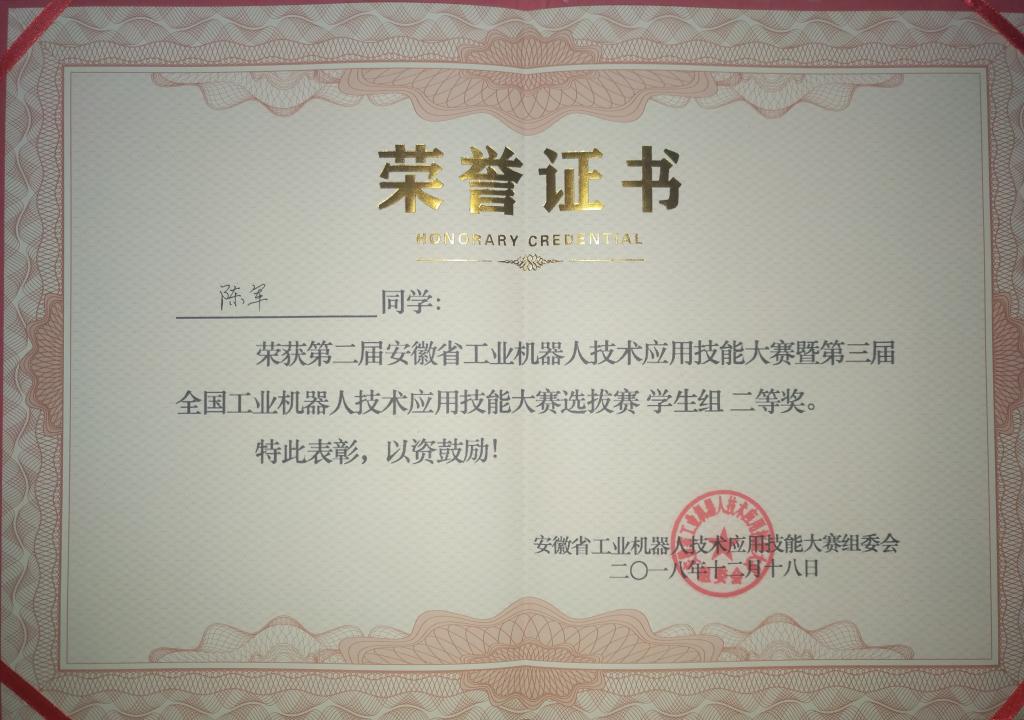 荣誉证书
HONORARY CREDENTIAL
陈军同学:
荣获第二届安徽省工业机器人技术应用技能大赛暨第三届
全国工业机器人技术应用技能大赛选拔赛 学生组 二等奖。
特此表彰，以资鼓励！
安徽省工业机器人技术应用技能大赛组委会
二〇一八年十二月十八日